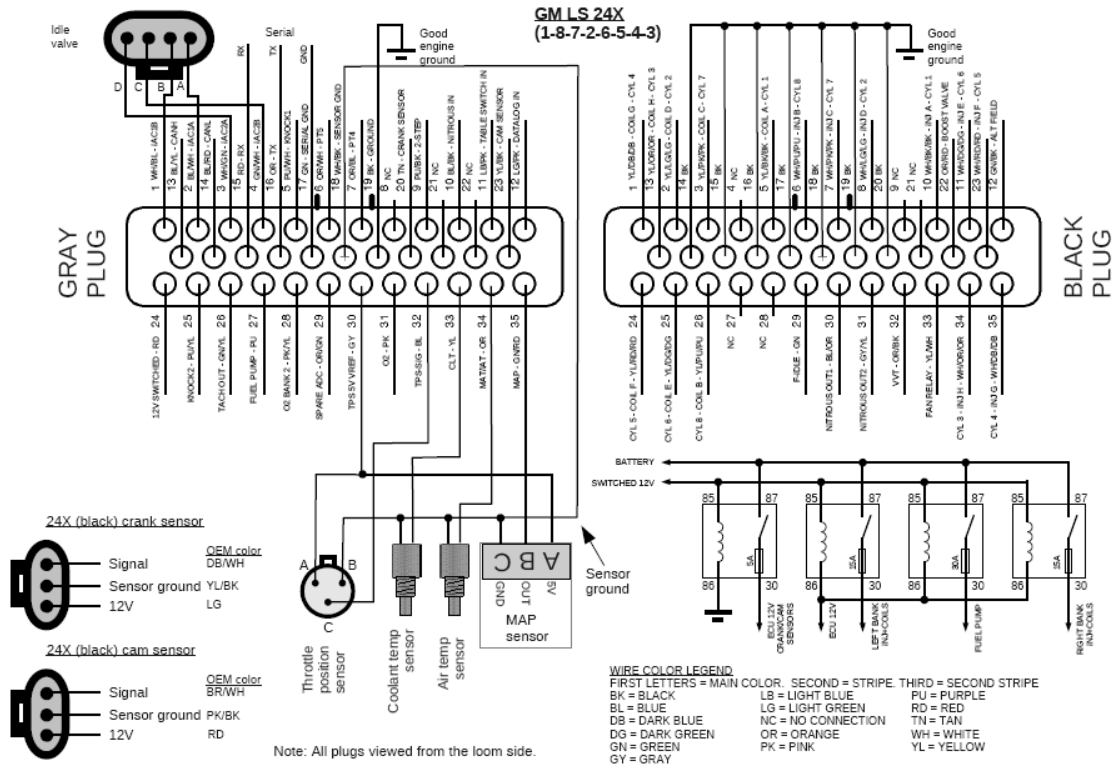 GM LS 24X
(1-8-7-2-6-5-4-3)
Idle
valve
D C B A
Serial
RX
TX
GND
Good
engine
ground
Good
engine
ground
GRAY
PLUG
1 WH/BL - IAC1B
13 BL/YL - CANH
2 BL/WH - IAC1A
14 BL/RD - CANL
3 WH/GR - IAC2A
15 RD - RX
4 GN/WH - IAC2B
16 OR - TX
5 PU/WH - KNOCK1
17 GN - SERIAL GND
6 OR/WH - PT5
18 WH/BK - SENSOR GND
7 OR/BL - PT4
19 BK - GROUND
8 NC
20 TN - CRANK SENSOR
9 PU/BK - 2-STEP
21 NC
10 BL/BK - NITROUS IN
22 NC
11 LB/PK - TABLE SWITCH IN
23 YL/BK - CAM SENSOR
12 LG/PK - DATALOG IN
12V SWITCHED - RD 24
KNOCK2 - PU/YL 25
TACH OUT - GN/YL 26
FUEL PUMP - PU 27
O2 BANK 2 - PK/YL 28
SPARE ADC - OR/GN 29
TPS 5V VREF - GY 30
O2 - PK 31
TPS-SIG - BL 32
CLT - YL 33
MAT/IAT - OR 34
MAP - GN/RD 35
BLACK
PLUG
1 YL/DB/DB - COIL G - CYL 4
13 YL/OR/OR - COIL H - CYL 3
2 YL/LG/LG - COIL D - CYL 2
14 BK
3 YL/PK/PK - COIL C - CYL 7
15 BK
4 NC
16 BK
5 YL/BK/BK - COIL A - CYL 1
17 BK
6 WH/PU/PU - INJ B - CYL 8
18 BK
7 WH/PK/PK - INJ C - CYL 7
19 BK
8 WH/LG/LG - INJ D - CYL 2
20 BK
9 NC
21 NC
10 WH/BK/BK - INJ A - CYL 1
22 OR/RD - BOOST VALVE
11 WH/DG/DG - INJ E - CYL 6
23 WH/RD/RD - INJ F - CYL 5
12 GN/BK - ALT FIELD
CYL 5 - COIL F - YL/RD/RD 24
CYL 6 - COIL E - YL/DG/DG 25
CYL 8 - COIL B - YL/PU/PU 26
NC 27
NC 28
F-IDLE - GN 29
NITROUS OUT1 - BL/OR 30
NITROUS OUT2 - GY/YL 31
VVT - OR/BK 32
FAN RELAY - YL/WH 33
CYL 3 - INJ H - WH/OR/OR 34
CYL 4 - INJ G - WH/DB/DB 35
BATTERY
SWITCHED 12V
85 87 85 87 85 87 85 87
5A 15A 30A 15A
86 30 86 30 86 30 86 30
ECU 12V
CRANK/CAM
SENSORS
ECU 12V
LEFT BANK
INJ+COILS
FUEL PUMP
RIGHT BANK
INJ+COILS
24X (black) crank sensor
OEM color
Signal DB/WH
Sensor ground YL/BK
12V LG
24X (black) cam sensor
OEM color
Signal BR/WH
Sensor ground PK/BK
12V RD
A B
C
Throttle
position
sensor
Coolant temp
sensor
Air temp
sensor
A B C
GND OUT 5V
MAP
sensor
Sensor
ground
Note: All plugs viewed from the loom side.
WIRE COLOR LEGEND
FIRST LETTERS = MAIN COLOR. SECOND = STRIPE. THIRD = SECOND STRIPE
BK = BLACK LB = LIGHT BLUE PU = PURPLE
BL = BLUE LG = LIGHT GREEN RD = RED
DB = DARK BLUE NC = NO CONNECTION TN = TAN
DG = DARK GREEN OR = ORANGE WH = WHITE
GN = GREEN PK = PINK YL = YELLOW
GY = GRAY